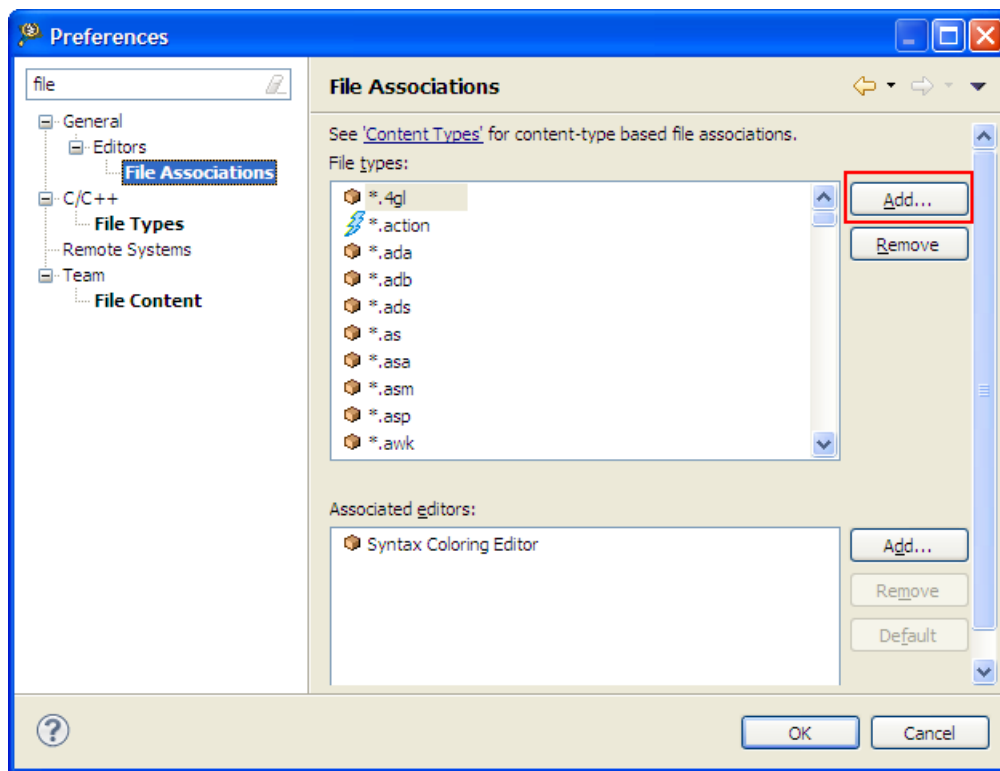 Preferences
file
General
Editors
File Associations
C/C++
File Types
Remote Systems
Team
File Content
File Associations
See 'Content Types' for content-type based file associations.
File types:
*.4gl
*.action
*.ada
*.adb
*.ads
*.as
*.asa
*.asm
*.asp
*.awk
Add...
Remove
Associated editors:
Syntax Coloring Editor
Add...
Remove
Default
?
OK
Cancel